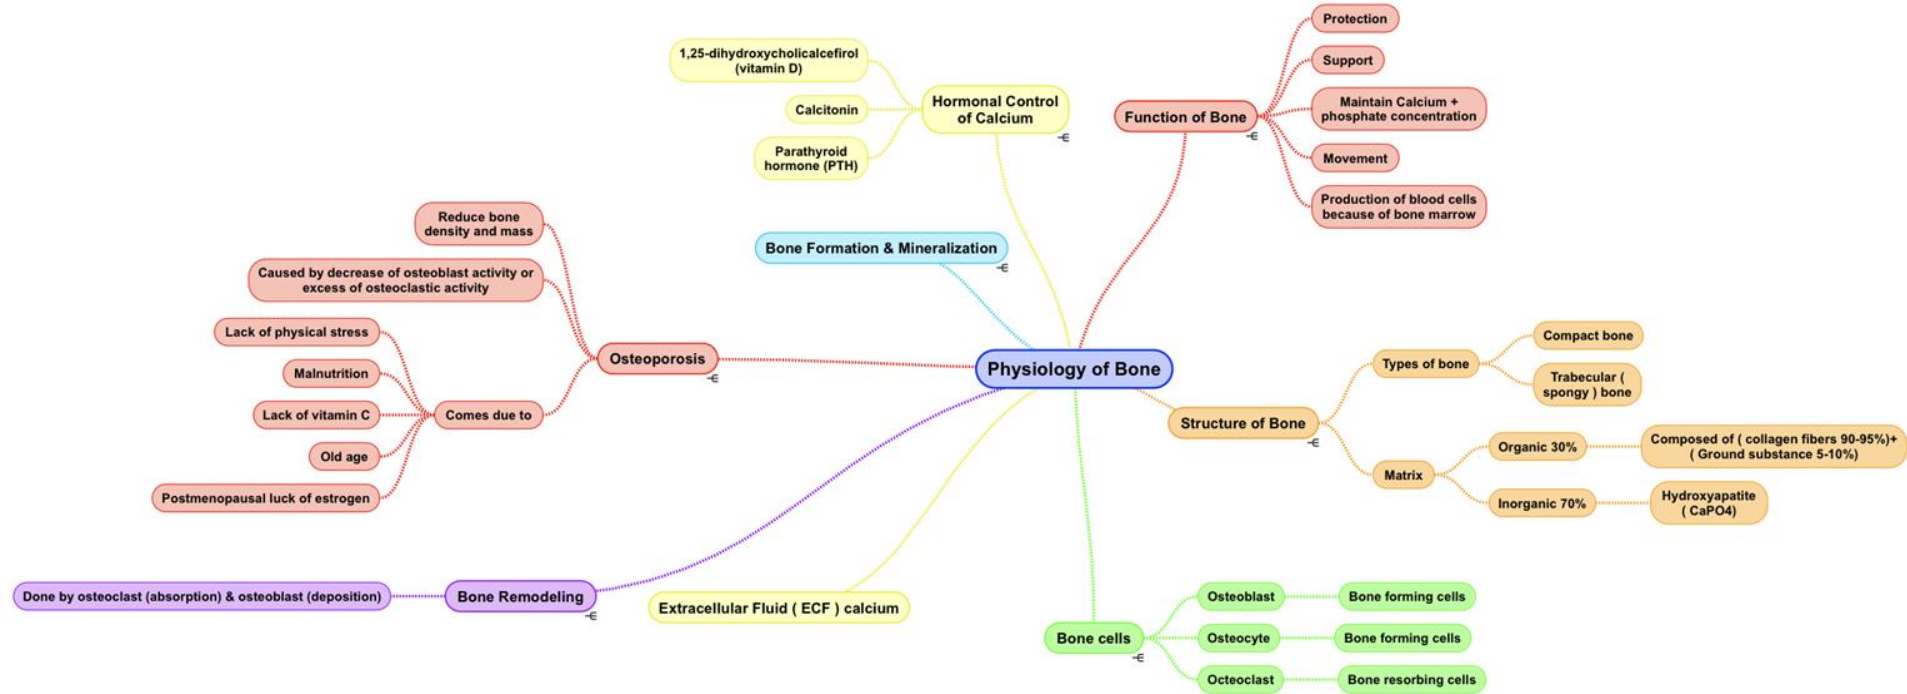 Physiology of Bone
Function of Bone
Protection
Support
Maintain Calcium +
phosphate concentration
Movement
Production of blood cells
because of bone marrow
Structure of Bone
Types of bone
Compact bone
Trabecular (
spongy ) bone
Matrix
Organic 30%
Composed of ( collagen fibers 90-95%)+
( Ground substance 5-10%)
Inorganic 70%
Hydroxyapatite
( CaPO4)
Bone cells
Osteoblast
Bone forming cells
Osteocyte
Bone forming cells
Octeoclast
Bone resorbing cells
Hormonal Control
of Calcium
1,25-dihydroxycholicalcefirol
(vitamin D)
Calcitonin
Parathyroid
hormone (PTH)
Bone Formation & Mineralization
Osteoporosis
Reduce bone
density and mass
Caused by decrease of osteoblast activity or
excess of osteoclastic activity
Comes due to
Lack of physical stress
Malnutrition
Lack of vitamin C
Old age
Postmenopausal luck of estrogen
Bone Remodeling
Done by osteoclast (absorption) & osteoblast (deposition)
Extracellular Fluid ( ECF ) calcium